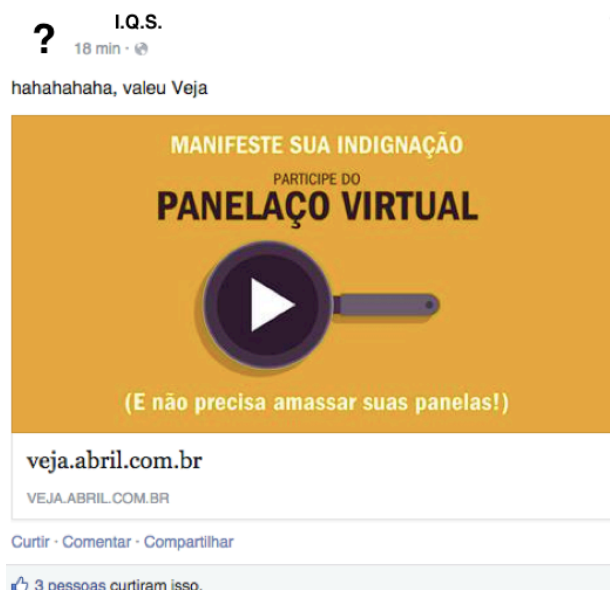 ?
I.Q.S.
18 min ·
hahahahaha, valeu Veja
MANIFESTE SUA INDIGNAÇÃO
PARTICIPE DO
PANELAÇO VIRTUAL
(E não precisa amassar suas panelas!)
veja.abril.com.br
VEJA.ABRIL.COM.BR
Curtir · Comentar · Compartilhar
3 pessoas curtiram isso.